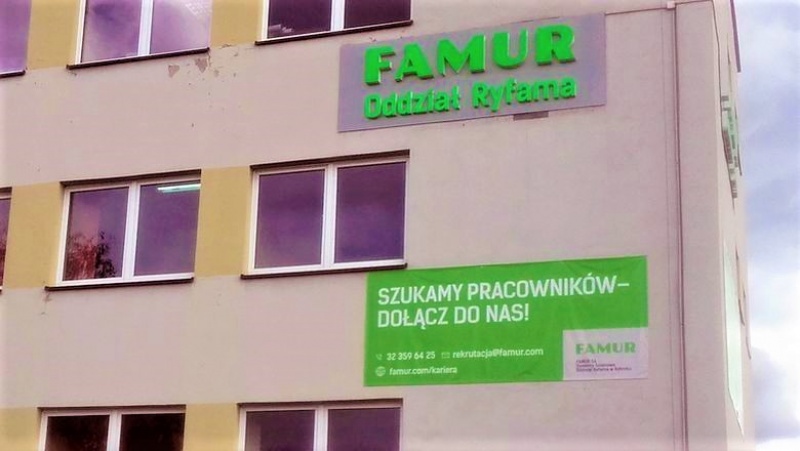 FAMUR
Oddział Ryfama
SZUKAMY PRACOWNIKÓW–
DOŁĄCZ DO NAS!
32 359 64 25 rekrutacja@famur.com
famur.com/kariera
FAMUR